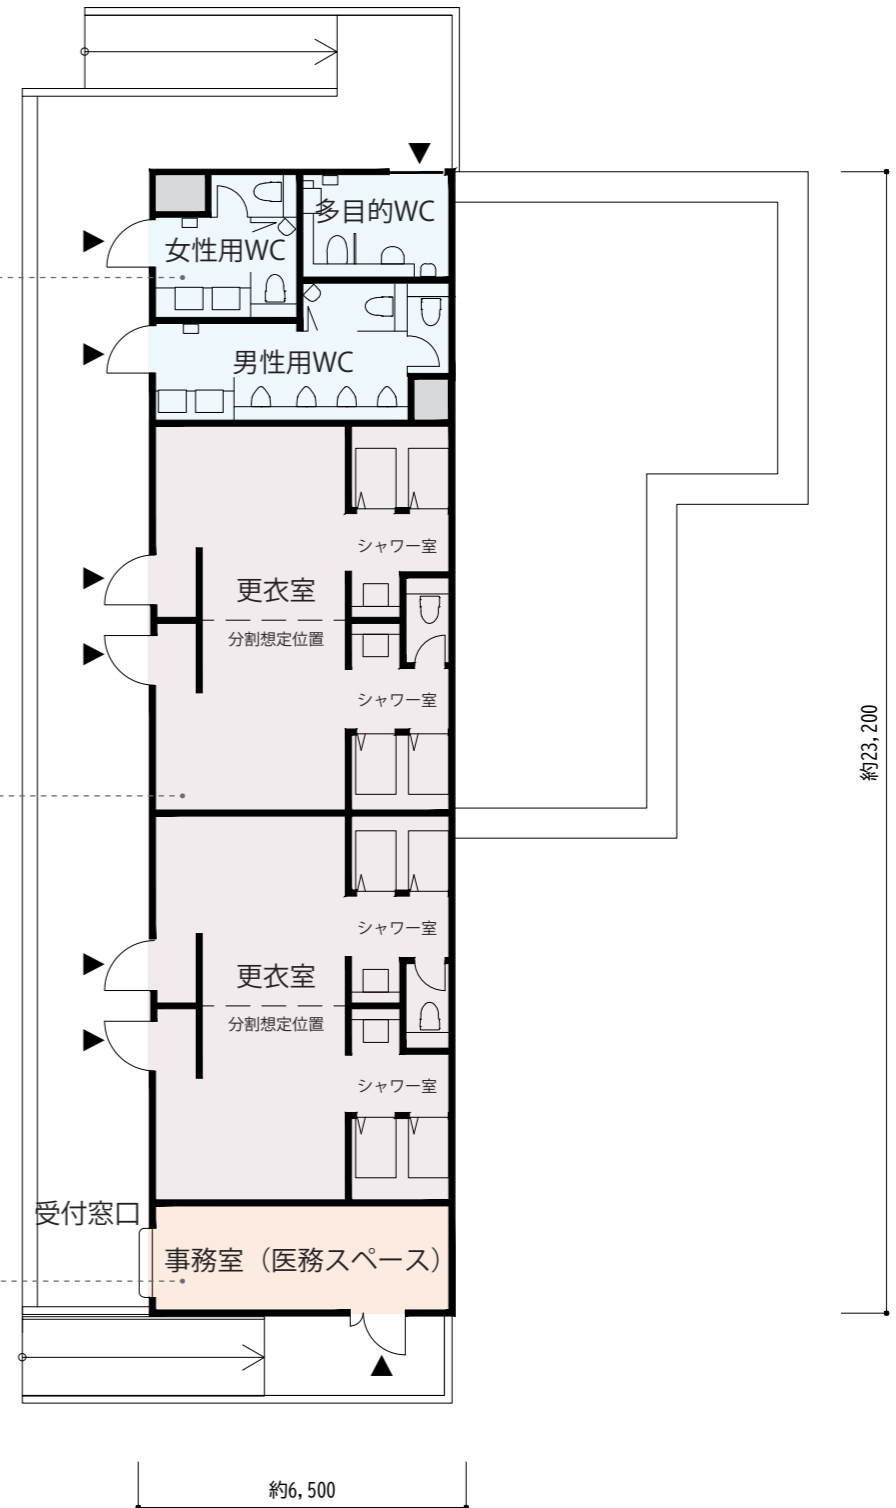 多目的WC
女性用WC
男性用WC
シャワー室
更衣室
分割想定位置
シャワー室
約23,200
シャワー室
更衣室
分割想定位置
シャワー室
受付窓口
事務室（医務スペース）
約6,500